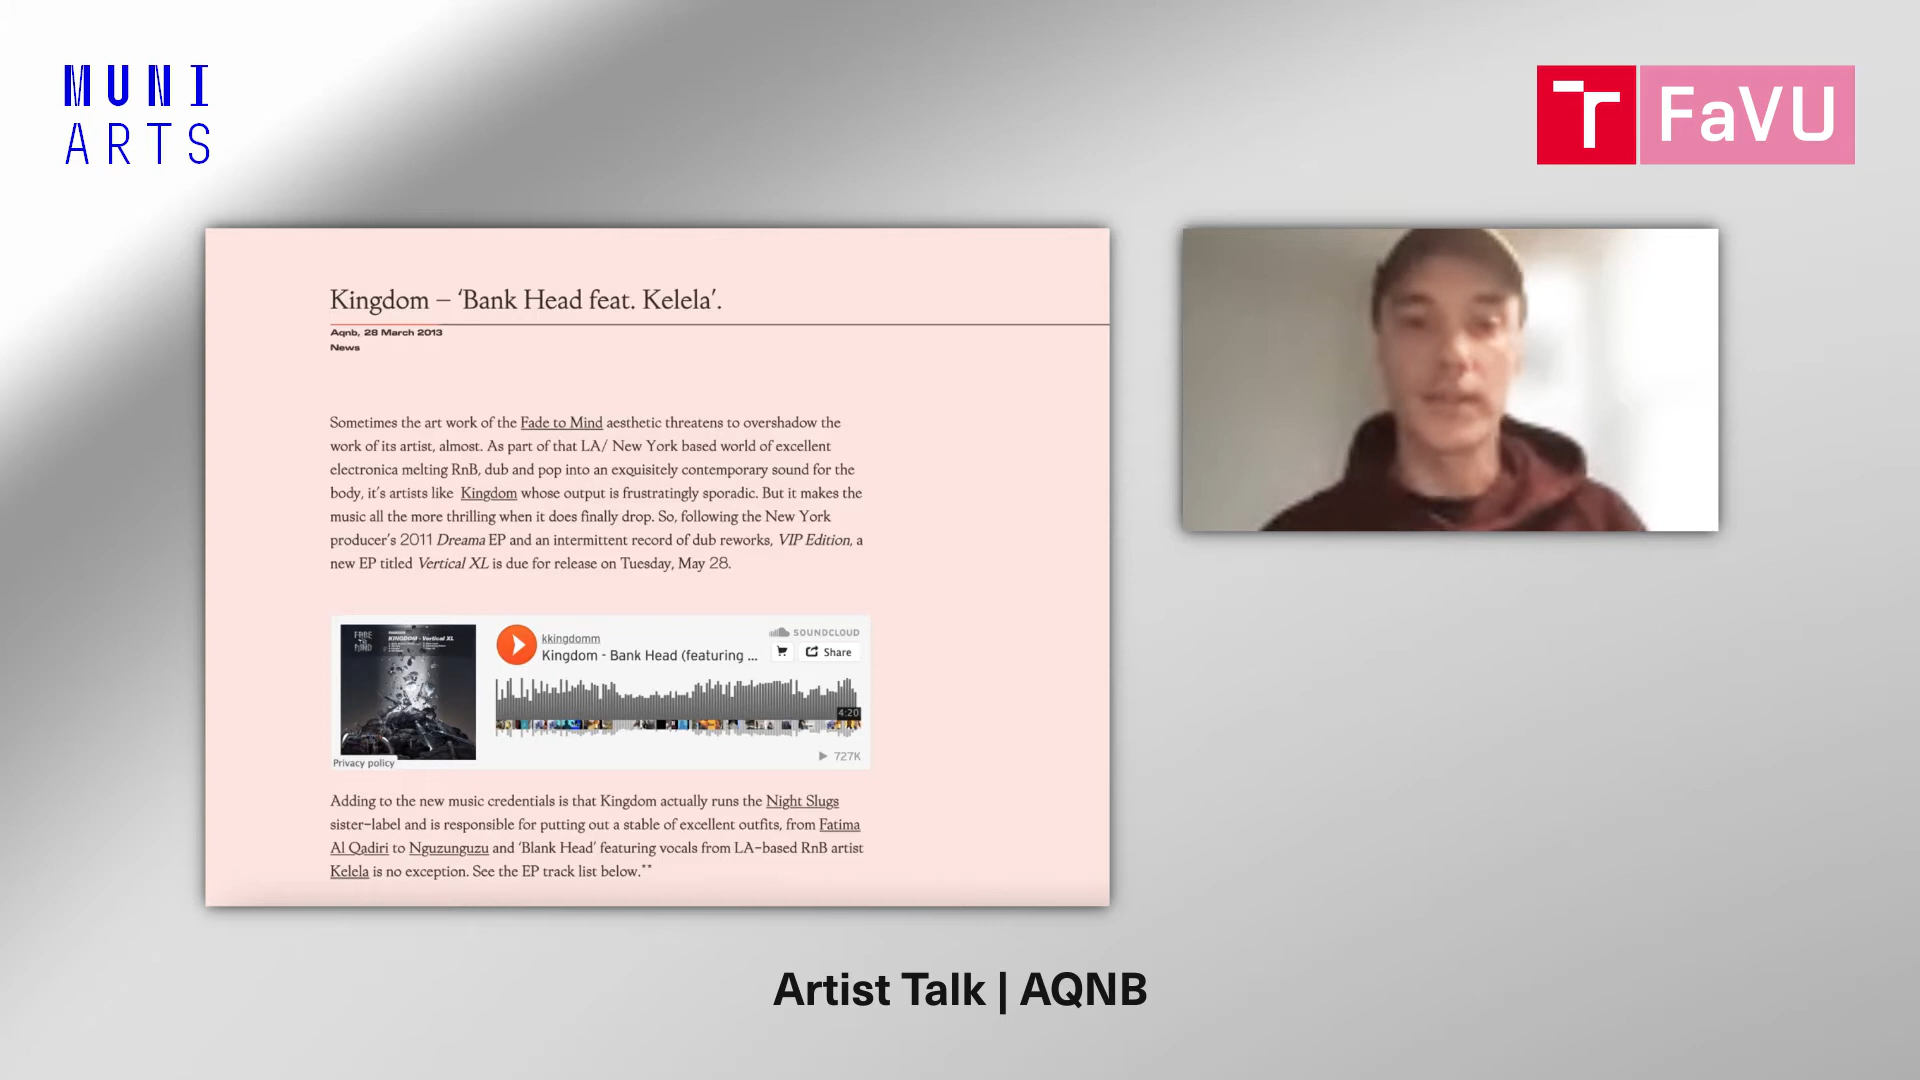 MUNI
ARTS
T FaVU
Kingdom – ‘Bank Head feat. Kelela’.
Aqnb, 28 March 2013
News
Sometimes the art work of the Fade to Mind aesthetic threatens to overshadow the
work of its artist, almost. As part of that LA/ New York based world of excellent
electronica melting RnB, dub and pop into an exquisitely contemporary sound for the
body, it’s artists like Kingdom whose output is frustratingly sporadic. But it makes the
music all the more thrilling when it does finally drop. So, following the New York
producer’s 2011 Dreama EP and an intermittent record of dub reworks, VIP Edition, a
new EP titled Vertical XL is due for release on Tuesday, May 28.
FADE TO MIND
KINGDOM - Vertical XL
kkingdomm
SOUNDCLOUD
Kingdom - Bank Head (featuring ...
Share
4:20
727K
Privacy policy
Adding to the new music credentials is that Kingdom actually runs the Night Slugs
sister-label and is responsible for putting out a stable of excellent outfits, from Fatima
Al Qadiri to Nguzunguzu and ‘Blank Head’ featuring vocals from LA-based RnB artist
Kelela is no exception. See the EP track list below.**
Artist Talk | AQNB